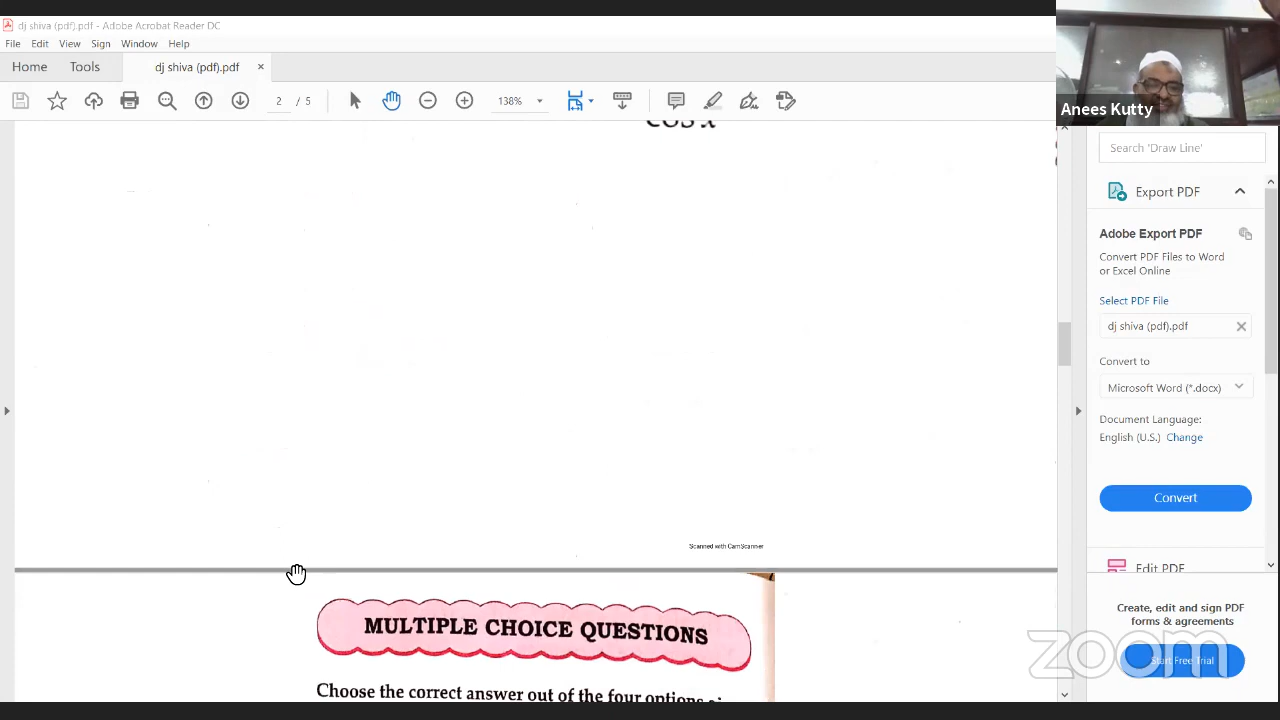 dj shiva (pdf).pdf - Adobe Acrobat Reader DC
File Edit View Sign Window Help
Home Tools dj shiva (pdf).pdf ×
2 / 5 138%
cos x
Scanned with CamScanner
MULTIPLE CHOICE QUESTIONS
Choose the correct answer out of the four options
Anees Kutty
Search 'Draw Line'
Export PDF
Adobe Export PDF
Convert PDF Files to Word
or Excel Online
Select PDF File
dj shiva (pdf).pdf
Convert to
Microsoft Word (*.docx)
Document Language:
English (U.S.) Change
Convert
Edit PDF
Create, edit and sign PDF
forms & agreements
Start Free Trial
zoom